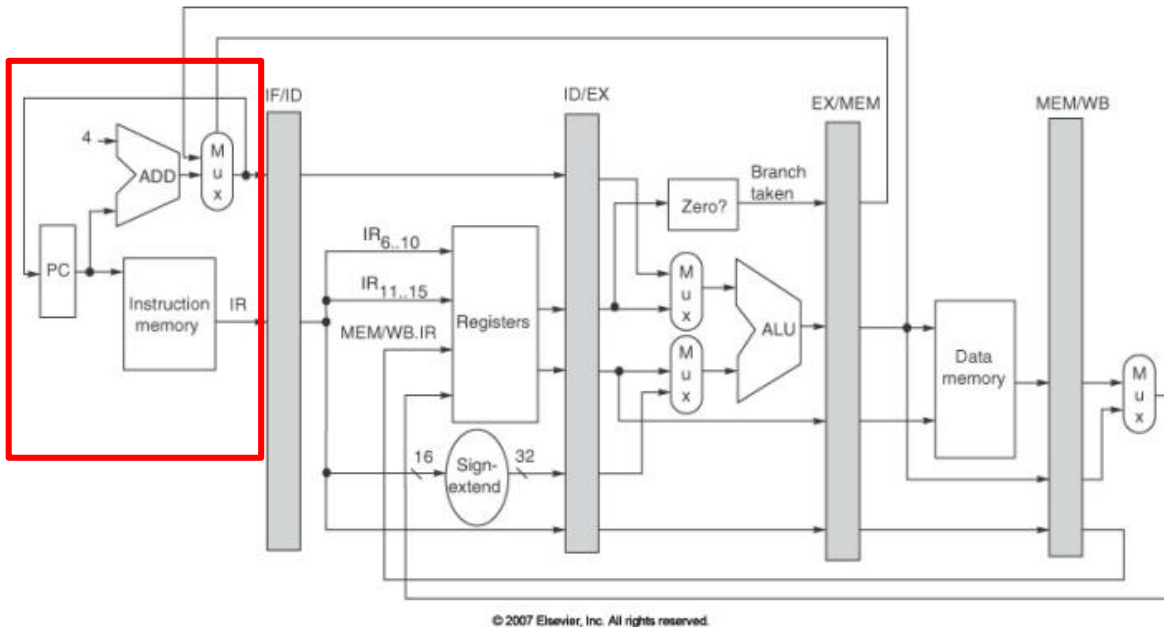 IF/ID
ID/EX
EX/MEM
MEM/WB
4
ADD
M
u
x
Branch
taken
Zero?
PC
Instruction
memory
IR
IR6..10
IR11..15
MEM/WB.IR
Registers
M
u
x
M
u
x
ALU
Data
memory
M
u
x
16
Sign-
extend
32
© 2007 Elsevier, Inc. All rights reserved.